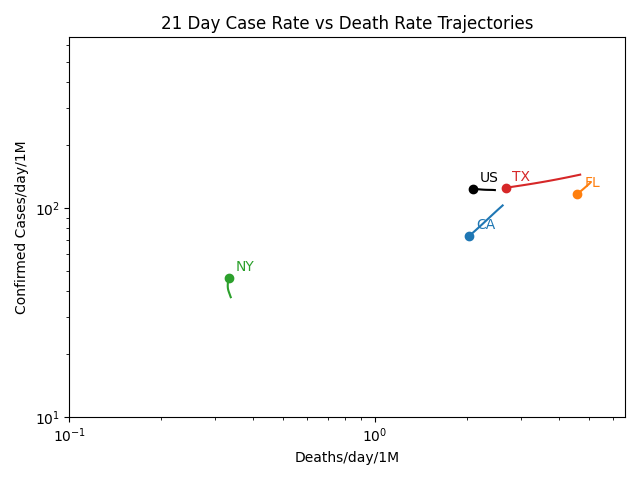 21 Day Case Rate vs Death Rate Trajectories
Confirmed Cases/day/1M
10²
10¹
US
TX
FL
CA
NY
10⁻¹
10⁰
Deaths/day/1M